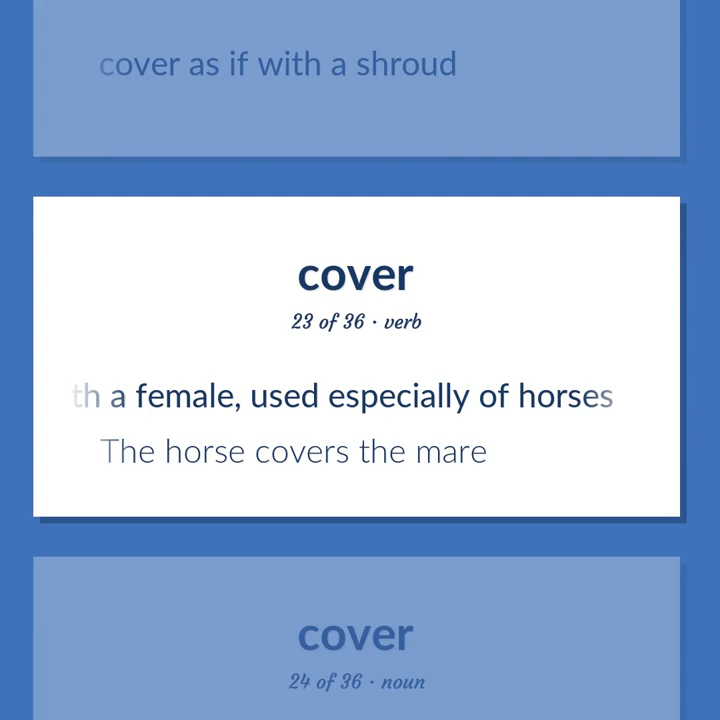 cover as if with a shroud
cover
23 of 36 · verb
th a female, used especially of horses
The horse covers the mare
cover
24 of 36 · noun